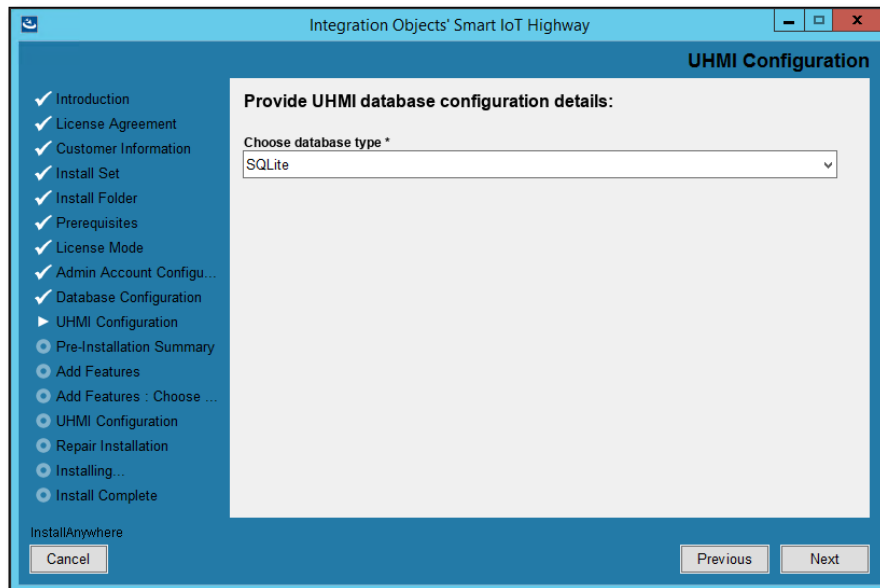 Integration Objects' Smart IoT Highway
UHMI Configuration
Introduction
License Agreement
Customer Information
Install Set
Install Folder
Prerequisites
License Mode
Admin Account Configu...
Database Configuration
UHMI Configuration
Pre-Installation Summary
Add Features
Add Features : Choose ...
UHMI Configuration
Repair Installation
Installing...
Install Complete
Provide UHMI database configuration details:
Choose database type *
SQLite
InstallAnywhere
Cancel
Previous
Next